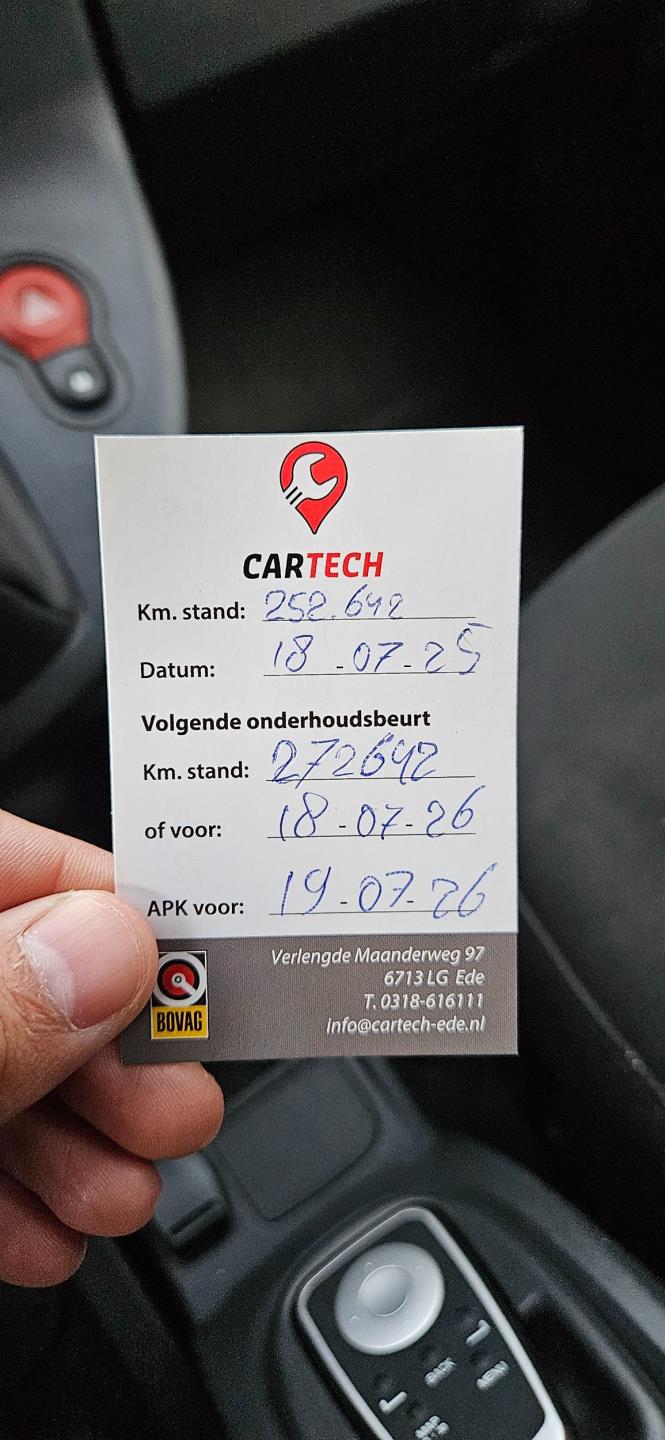 CARTECH
Km. stand: 252.642
Datum: 18-07-25
Volgende onderhoudsbeurt
Km. stand: 272642
of voor: 18-07-26
APK voor: 19-07-26
Verlengde Maanderweg 97
6713 LG Ede
T. 0318-616111
info@cartech-ede.nl
BOVAG